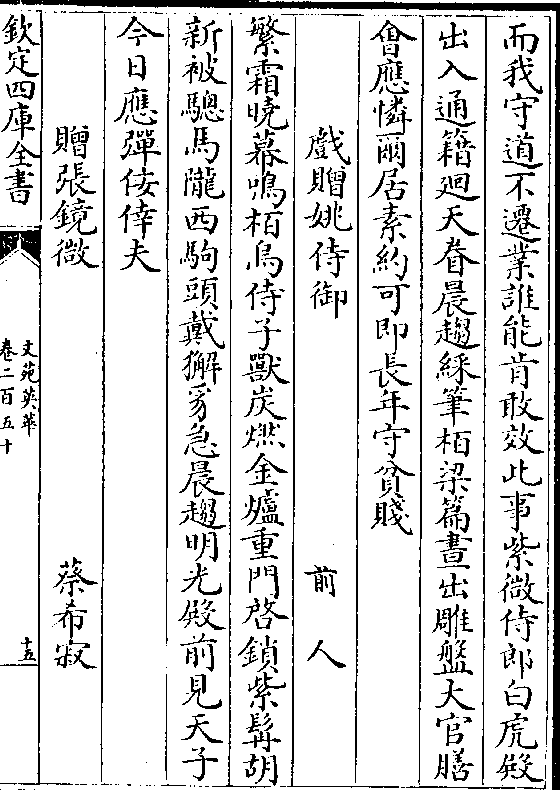 而我守道不遷業誰能肯敢效此事紫微侍郎白虎殿
出入通籍廻天眷晨趨綵筆栢梁篇晝出雕盤大官膳
曾應憐爾居素約可即長年守貧賤
戲贈姚侍御 前人
繁霜曉幕鳴栢烏侍子獸炭燃金爐重門啓鎖紫髯胡
新被驄馬隴西駒頭戴獬豸急晨趨明光殿前見天子
今日應彈佞倖夫
贈張鏡微 蔡希寂
欽定四庫全書
文苑英華
卷二百五十
十五